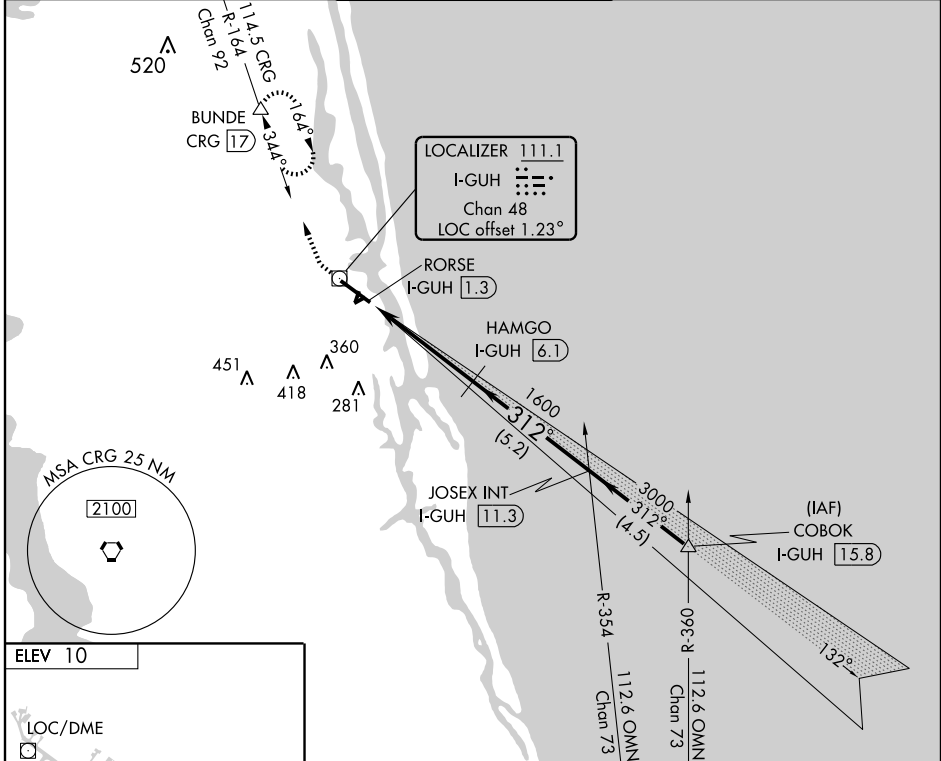 114.5 CRG
R-164
Chan 92
520
BUNDE
CRG 17
164°
344°
LOCALIZER 111.1
I-GUH
Chan 48
LOC offset 1.23°
RORSE
I-GUH 1.3
HAMGO
I-GUH 6.1
451
418
360
281
1600
312°
(5.2)
JOSEX INT
I-GUH 11.3
3000
312°
(4.5)
(IAF)
COBOK
I-GUH 15.8
MSA CRG 25 NM
2100
R-354
112.6 OMN
Chan 73
R-360
112.6 OMN
Chan 73
132°
ELEV 10
LOC/DME